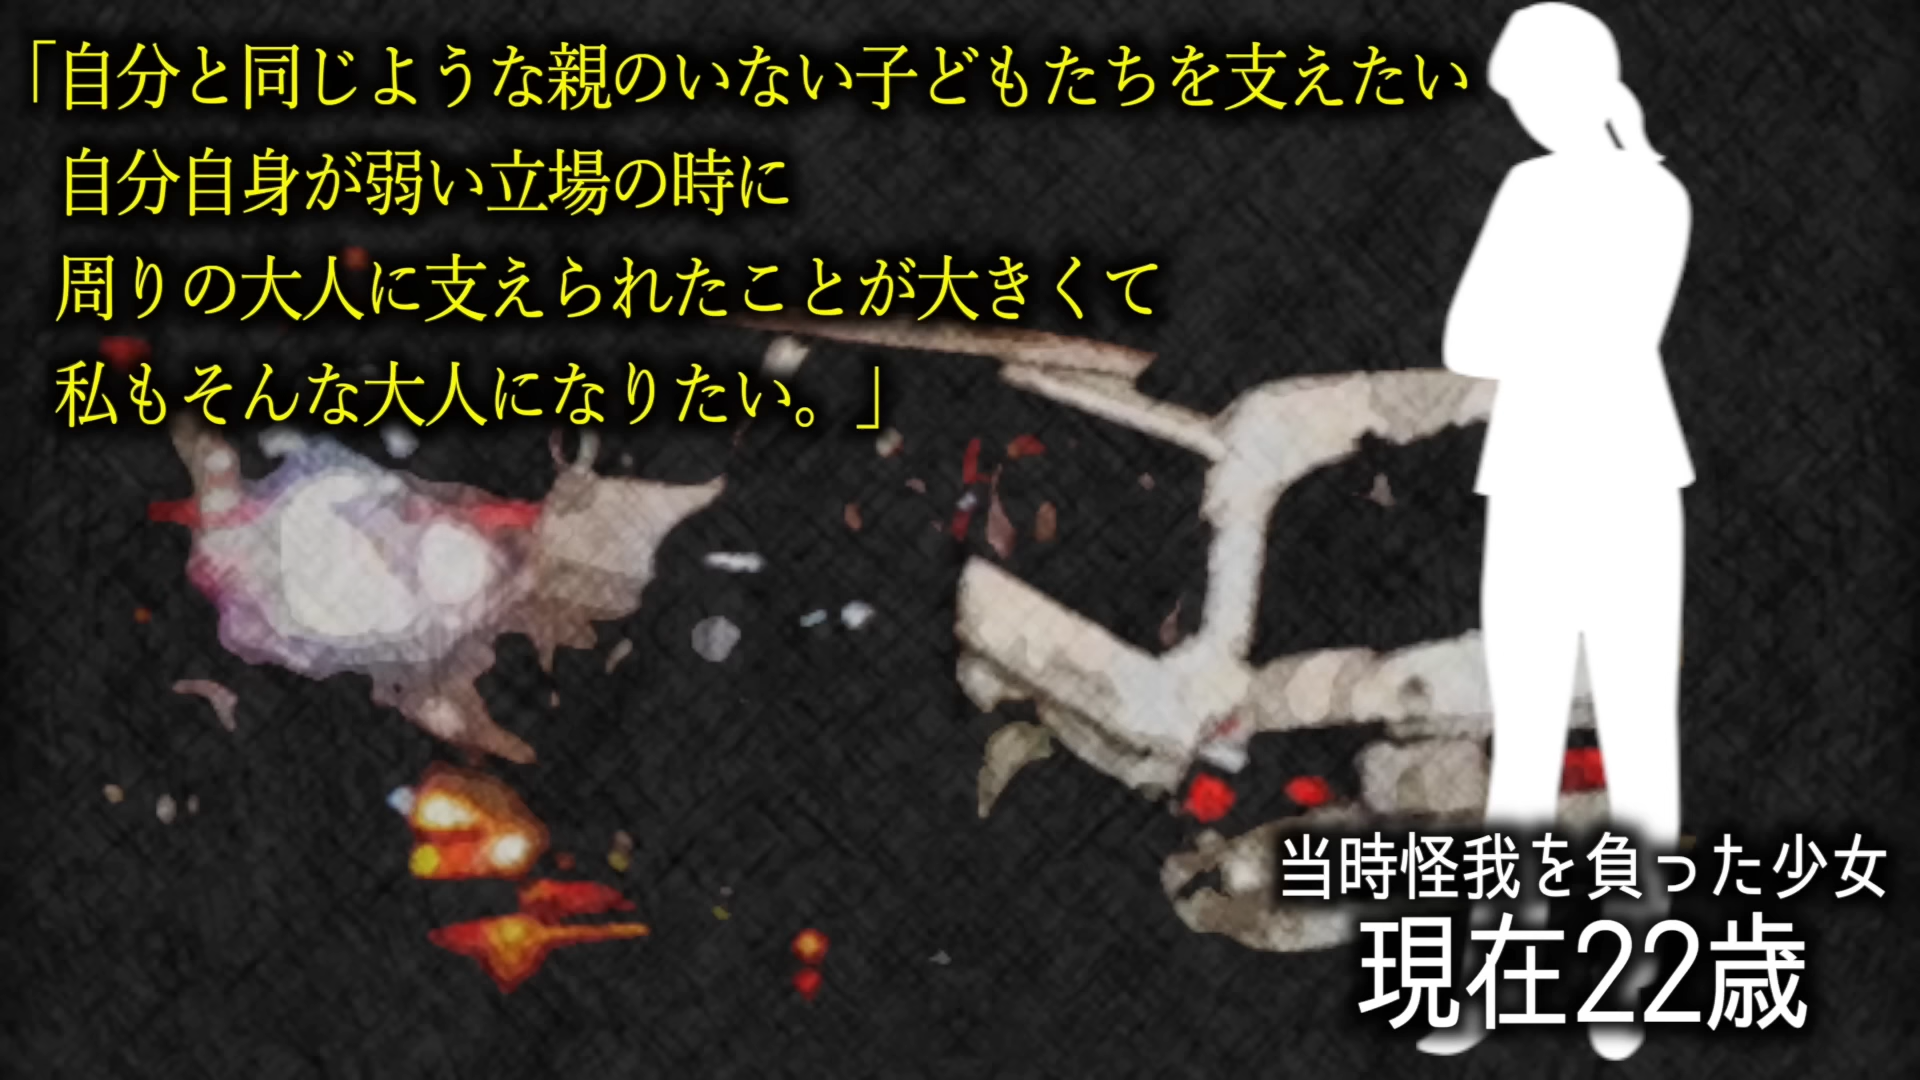 「自分と同じような親のいない子どもたちを支えたい
自分自身が弱い立場の時に
周りの大人に支えられたことが大きくて
私もそんな大人になりたい。」
当時怪我を負った少女
現在22歳